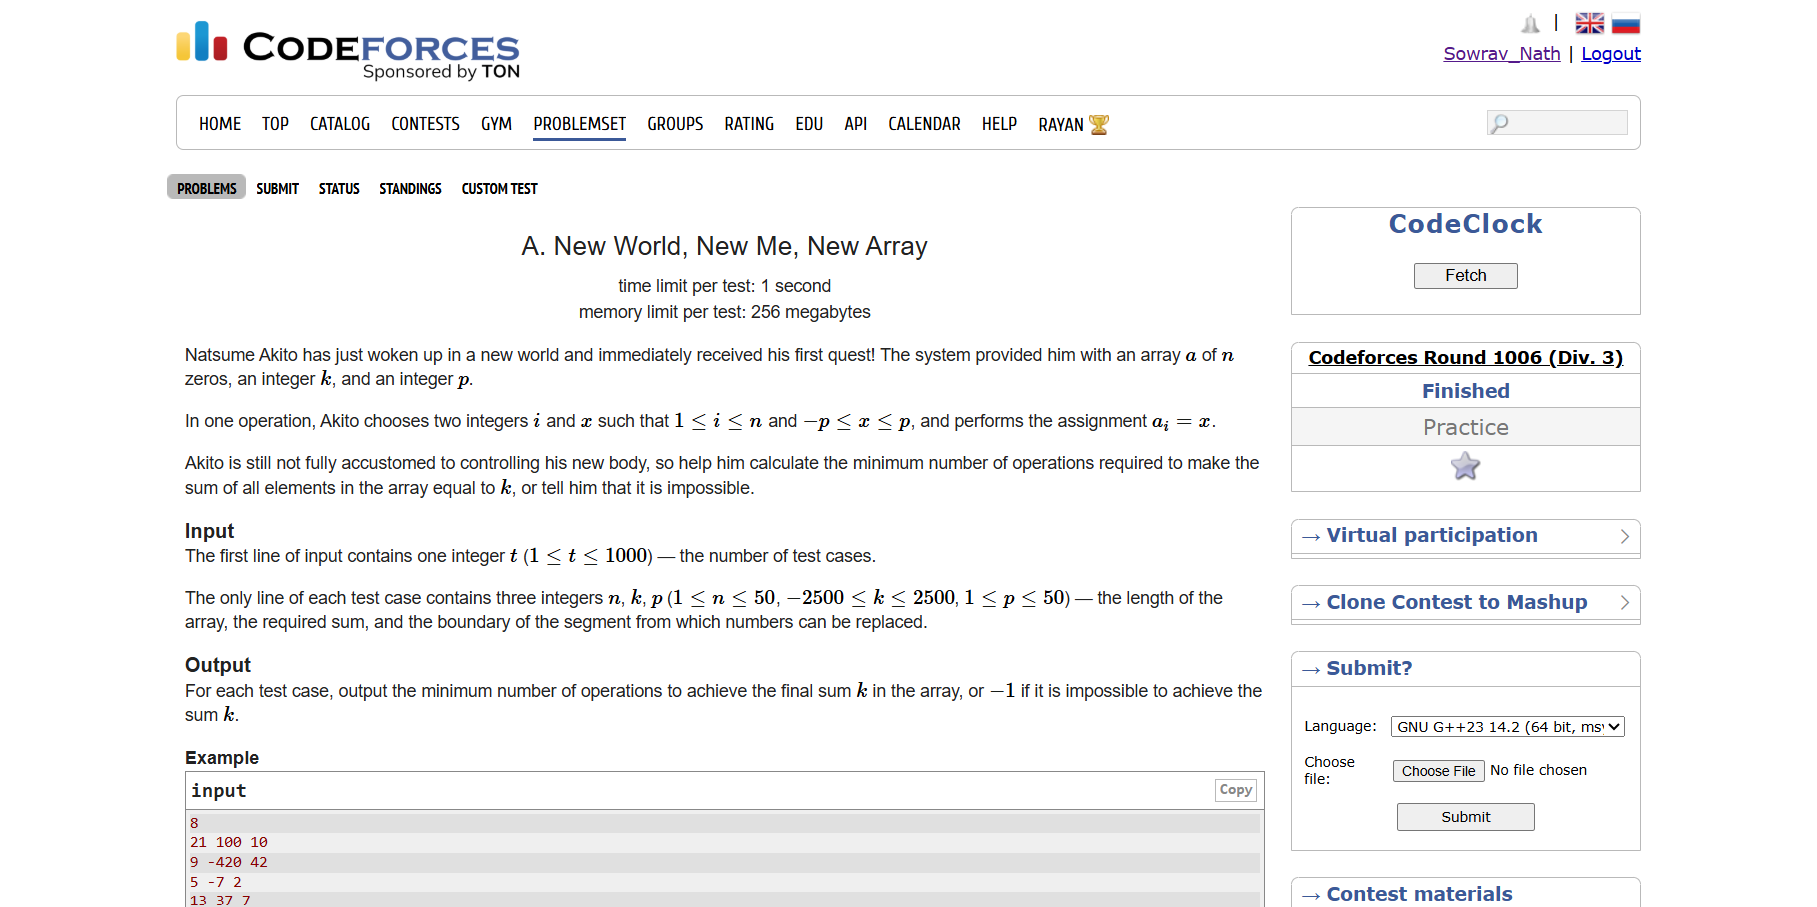 CODEFORCES
Sponsored by TON
|
Sowrav_Nath | Logout
HOME TOP CATALOG CONTESTS GYM PROBLEMSET GROUPS RATING EDU API CALENDAR HELP RAYAN
PROBLEMS SUBMIT STATUS STANDINGS CUSTOM TEST
A. New World, New Me, New Array
time limit per test: 1 second
memory limit per test: 256 megabytes
Natsume Akito has just woken up in a new world and immediately received his first quest! The system provided him with an array a of n
zeros, an integer k, and an integer p.
In one operation, Akito chooses two integers i and x such that 1 ≤ i ≤ n and −p ≤ x ≤ p, and performs the assignment aᵢ = x.
Akito is still not fully accustomed to controlling his new body, so help him calculate the minimum number of operations required to make the
sum of all elements in the array equal to k, or tell him that it is impossible.
Input
The first line of input contains one integer t (1 ≤ t ≤ 1000) — the number of test cases.
The only line of each test case contains three integers n, k, p (1 ≤ n ≤ 50, −2500 ≤ k ≤ 2500, 1 ≤ p ≤ 50) — the length of the
array, the required sum, and the boundary of the segment from which numbers can be replaced.
Output
For each test case, output the minimum number of operations to achieve the final sum k in the array, or −1 if it is impossible to achieve the
sum k.
Example
input
Copy
8
21 100 10
9 -420 42
5 -7 2
13 37 7
CodeClock
Fetch
Codeforces Round 1006 (Div. 3)
Finished
Practice
→ Virtual participation
→ Clone Contest to Mashup
→ Submit?
Language: GNU G++23 14.2 (64 bit, msy
Choose
file:
Choose File No file chosen
Submit
→ Contest materials